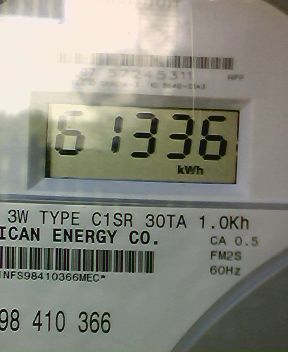 57245311
61336
kWh
3W TYPE C1SR 30TA 1.0Kh
ICAN ENERGY CO.
CA 0.5
FM2S
60Hz
INFS98410366MEC*
98 410 366